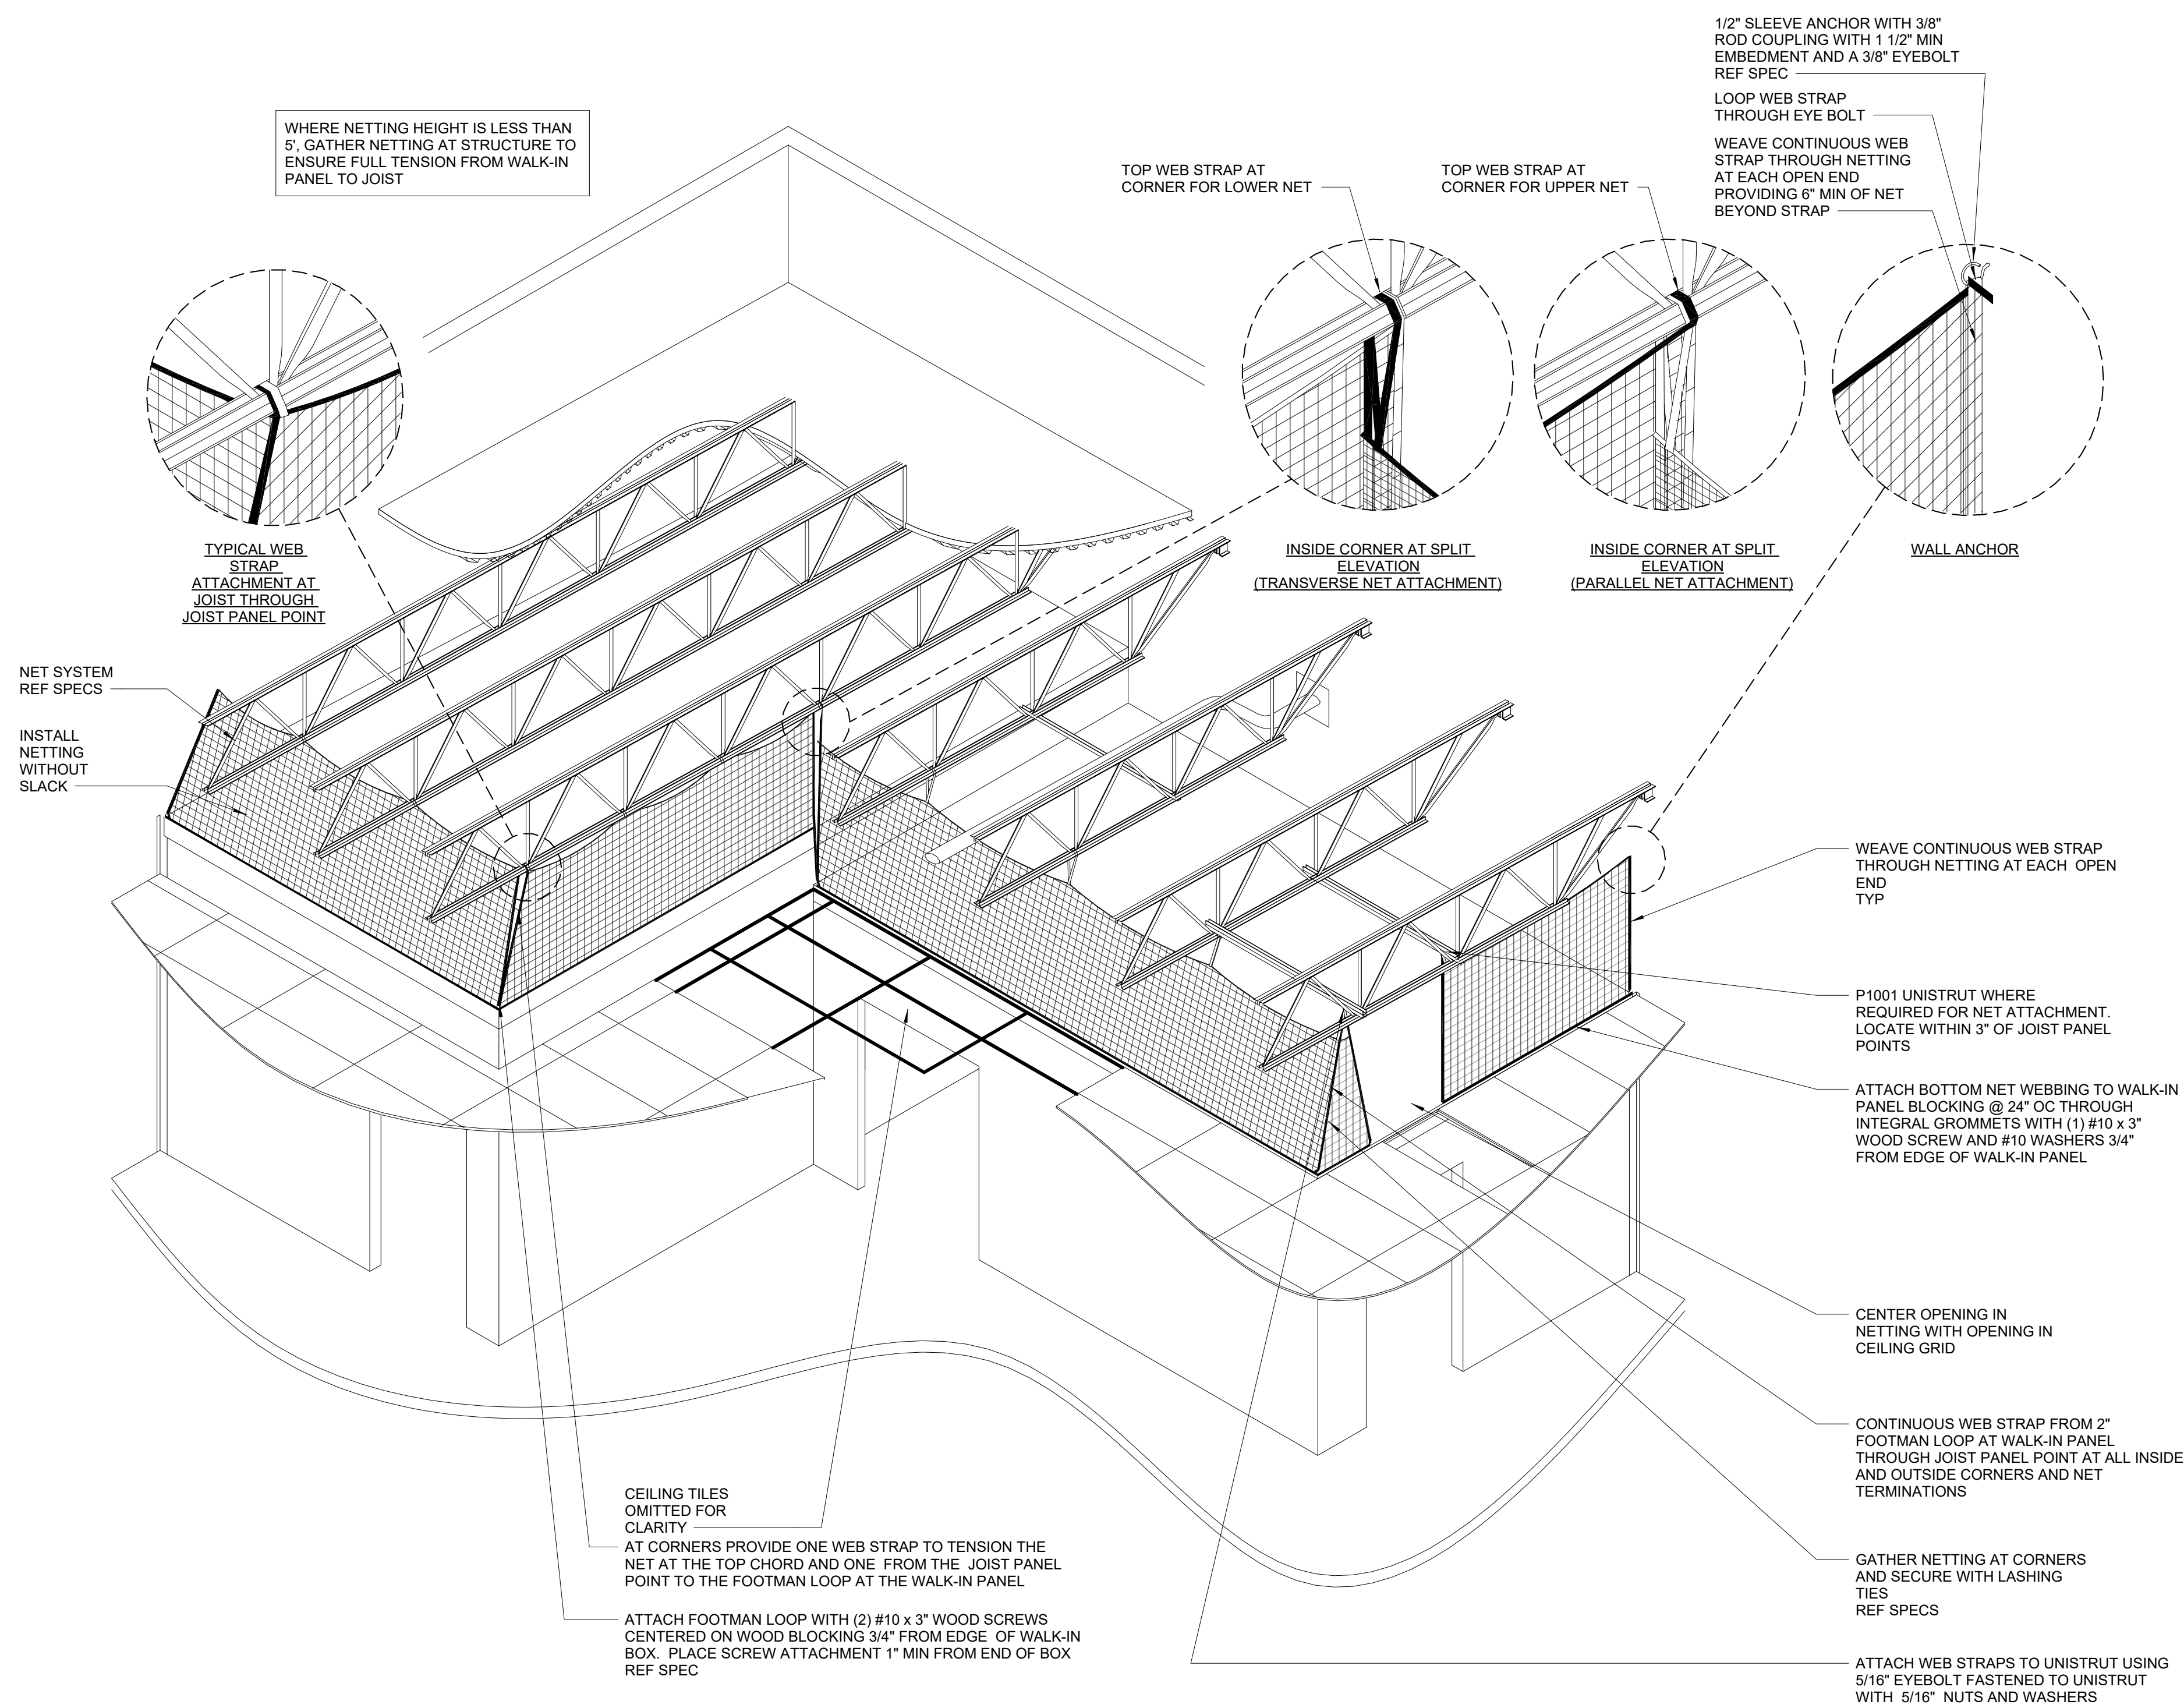 1/2" SLEEVE ANCHOR WITH 3/8"
ROD COUPLING WITH 1 1/2" MIN
EMBEDMENT AND A 3/8" EYEBOLT
REF SPEC
LOOP WEB STRAP
THROUGH EYE BOLT
WEAVE CONTINUOUS WEB
STRAP THROUGH NETTING
AT EACH OPEN END
PROVIDING 6" MIN OF NET
BEYOND STRAP
WHERE NETTING HEIGHT IS LESS THAN
5', GATHER NETTING AT STRUCTURE TO
ENSURE FULL TENSION FROM WALK-IN
PANEL TO JOIST
TOP WEB STRAP AT
CORNER FOR LOWER NET
TOP WEB STRAP AT
CORNER FOR UPPER NET
TYPICAL WEB
STRAP
ATTACHMENT AT
JOIST THROUGH
JOIST PANEL POINT
INSIDE CORNER AT SPLIT
ELEVATION
(TRANSVERSE NET ATTACHMENT)
INSIDE CORNER AT SPLIT
ELEVATION
(PARALLEL NET ATTACHMENT)
WALL ANCHOR
NET SYSTEM
REF SPECS
INSTALL
NETTING
WITHOUT
SLACK
WEAVE CONTINUOUS WEB STRAP
THROUGH NETTING AT EACH OPEN
END
TYP
P1001 UNISTRUT WHERE
REQUIRED FOR NET ATTACHMENT.
LOCATE WITHIN 3" OF JOIST PANEL
POINTS
ATTACH BOTTOM NET WEBBING TO WALK-IN
PANEL BLOCKING @ 24" OC THROUGH
INTEGRAL GROMMETS WITH (1) #10 x 3"
WOOD SCREW AND #10 WASHERS 3/4"
FROM EDGE OF WALK-IN PANEL
CENTER OPENING IN
NETTING WITH OPENING IN
CEILING GRID
CONTINUOUS WEB STRAP FROM 2"
FOOTMAN LOOP AT WALK-IN PANEL
THROUGH JOIST PANEL POINT AT ALL INSIDE
AND OUTSIDE CORNERS AND NET
TERMINATIONS
GATHER NETTING AT CORNERS
AND SECURE WITH LASHING
TIES
REF SPECS
ATTACH WEB STRAPS TO UNISTRUT USING
5/16" EYEBOLT FASTENED TO UNISTRUT
WITH 5/16" NUTS AND WASHERS
CEILING TILES
OMITTED FOR
CLARITY
AT CORNERS PROVIDE ONE WEB STRAP TO TENSION THE
NET AT THE TOP CHORD AND ONE FROM THE JOIST PANEL
POINT TO THE FOOTMAN LOOP AT THE WALK-IN PANEL
ATTACH FOOTMAN LOOP WITH (2) #10 x 3" WOOD SCREWS
CENTERED ON WOOD BLOCKING 3/4" FROM EDGE OF WALK-IN
BOX. PLACE SCREW ATTACHMENT 1" MIN FROM END OF BOX
REF SPEC